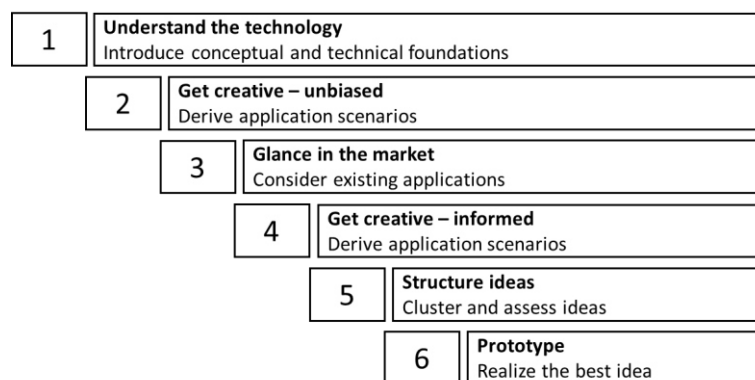 1
Understand the technology
Introduce conceptual and technical foundations
2
Get creative – unbiased
Derive application scenarios
3
Glance in the market
Consider existing applications
4
Get creative – informed
Derive application scenarios
5
Structure ideas
Cluster and assess ideas
6
Prototype
Realize the best idea